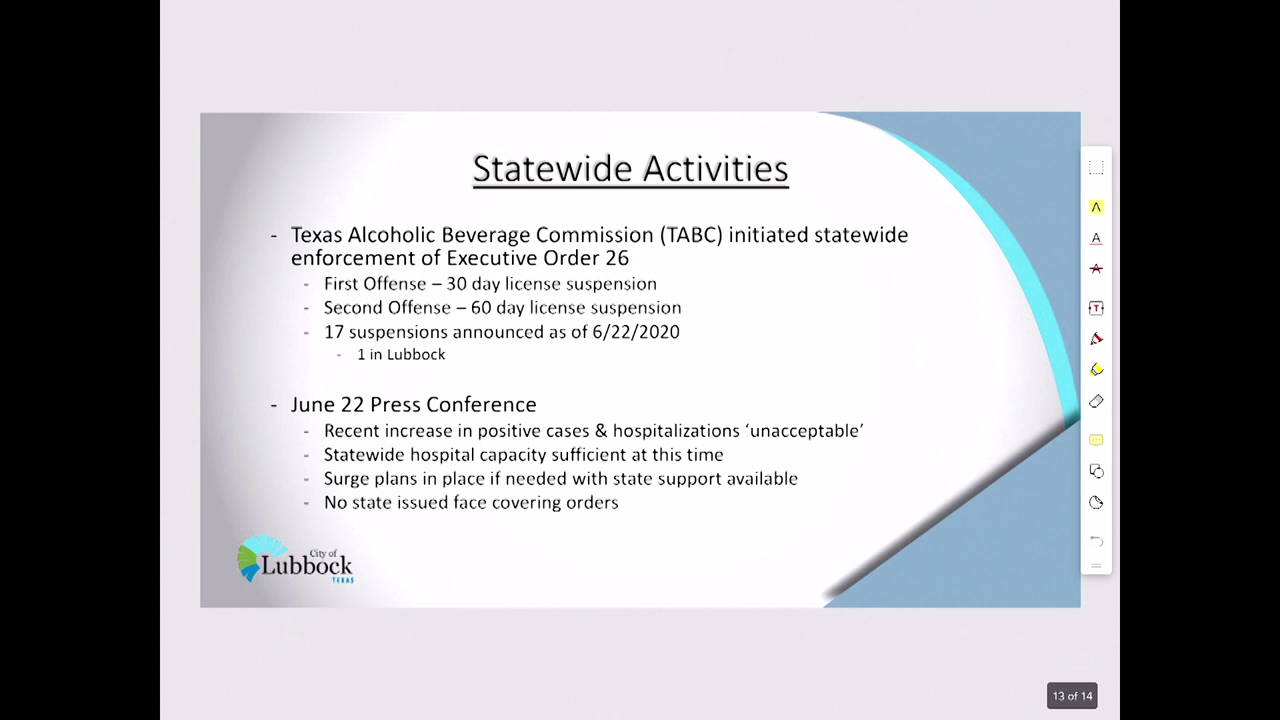 Statewide Activities
- Texas Alcoholic Beverage Commission (TABC) initiated statewide
enforcement of Executive Order 26
- First Offense – 30 day license suspension
- Second Offense – 60 day license suspension
- 17 suspensions announced as of 6/22/2020
- 1 in Lubbock
- June 22 Press Conference
- Recent increase in positive cases & hospitalizations ‘unacceptable’
- Statewide hospital capacity sufficient at this time
- Surge plans in place if needed with state support available
- No state issued face covering orders
City of
Lubbock
TEXAS
A
A
A
T
13 of 14